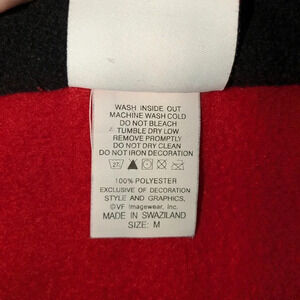 WASH INSIDE OUT
MACHINE WASH COLD
DO NOT BLEACH
TUMBLE DRY LOW
REMOVE PROMPTLY.
DO NOT DRY CLEAN
DO NOT IRON DECORATION
100% POLYESTER
EXCLUSIVE OF DECORATION
STYLE AND GRAPHICS,
©VF Imagewear, Inc.
MADE IN SWAZILAND
SIZE: M